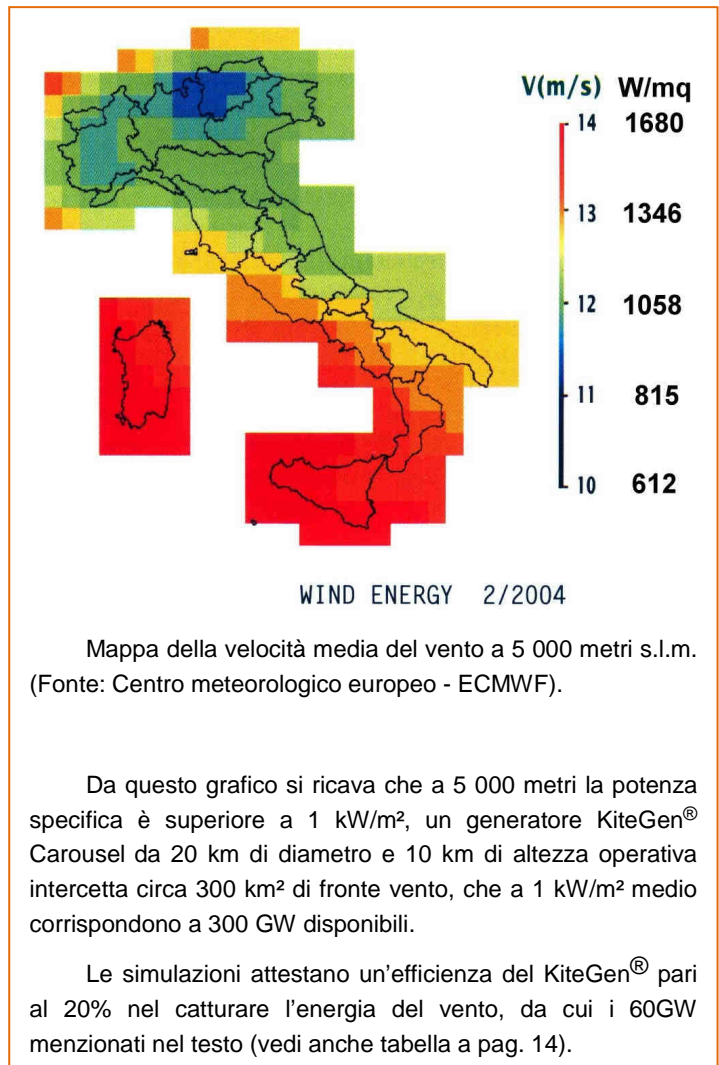 V(m/s) W/mq
14 1680
13 1346
12 1058
11 815
10 612
WIND ENERGY 2/2004
Mappa della velocità media del vento a 5 000 metri s.l.m.
(Fonte: Centro meteorologico europeo - ECMWF).
Da questo grafico si ricava che a 5 000 metri la potenza
specifica è superiore a 1 kW/m², un generatore KiteGen®
Carousel da 20 km di diametro e 10 km di altezza operativa
intercetta circa 300 km² di fronte vento, che a 1 kW/m² medio
corrispondono a 300 GW disponibili.
Le simulazioni attestano un’efficienza del KiteGen® pari
al 20% nel catturare l’energia del vento, da cui i 60GW
menzionati nel testo (vedi anche tabella a pag. 14).